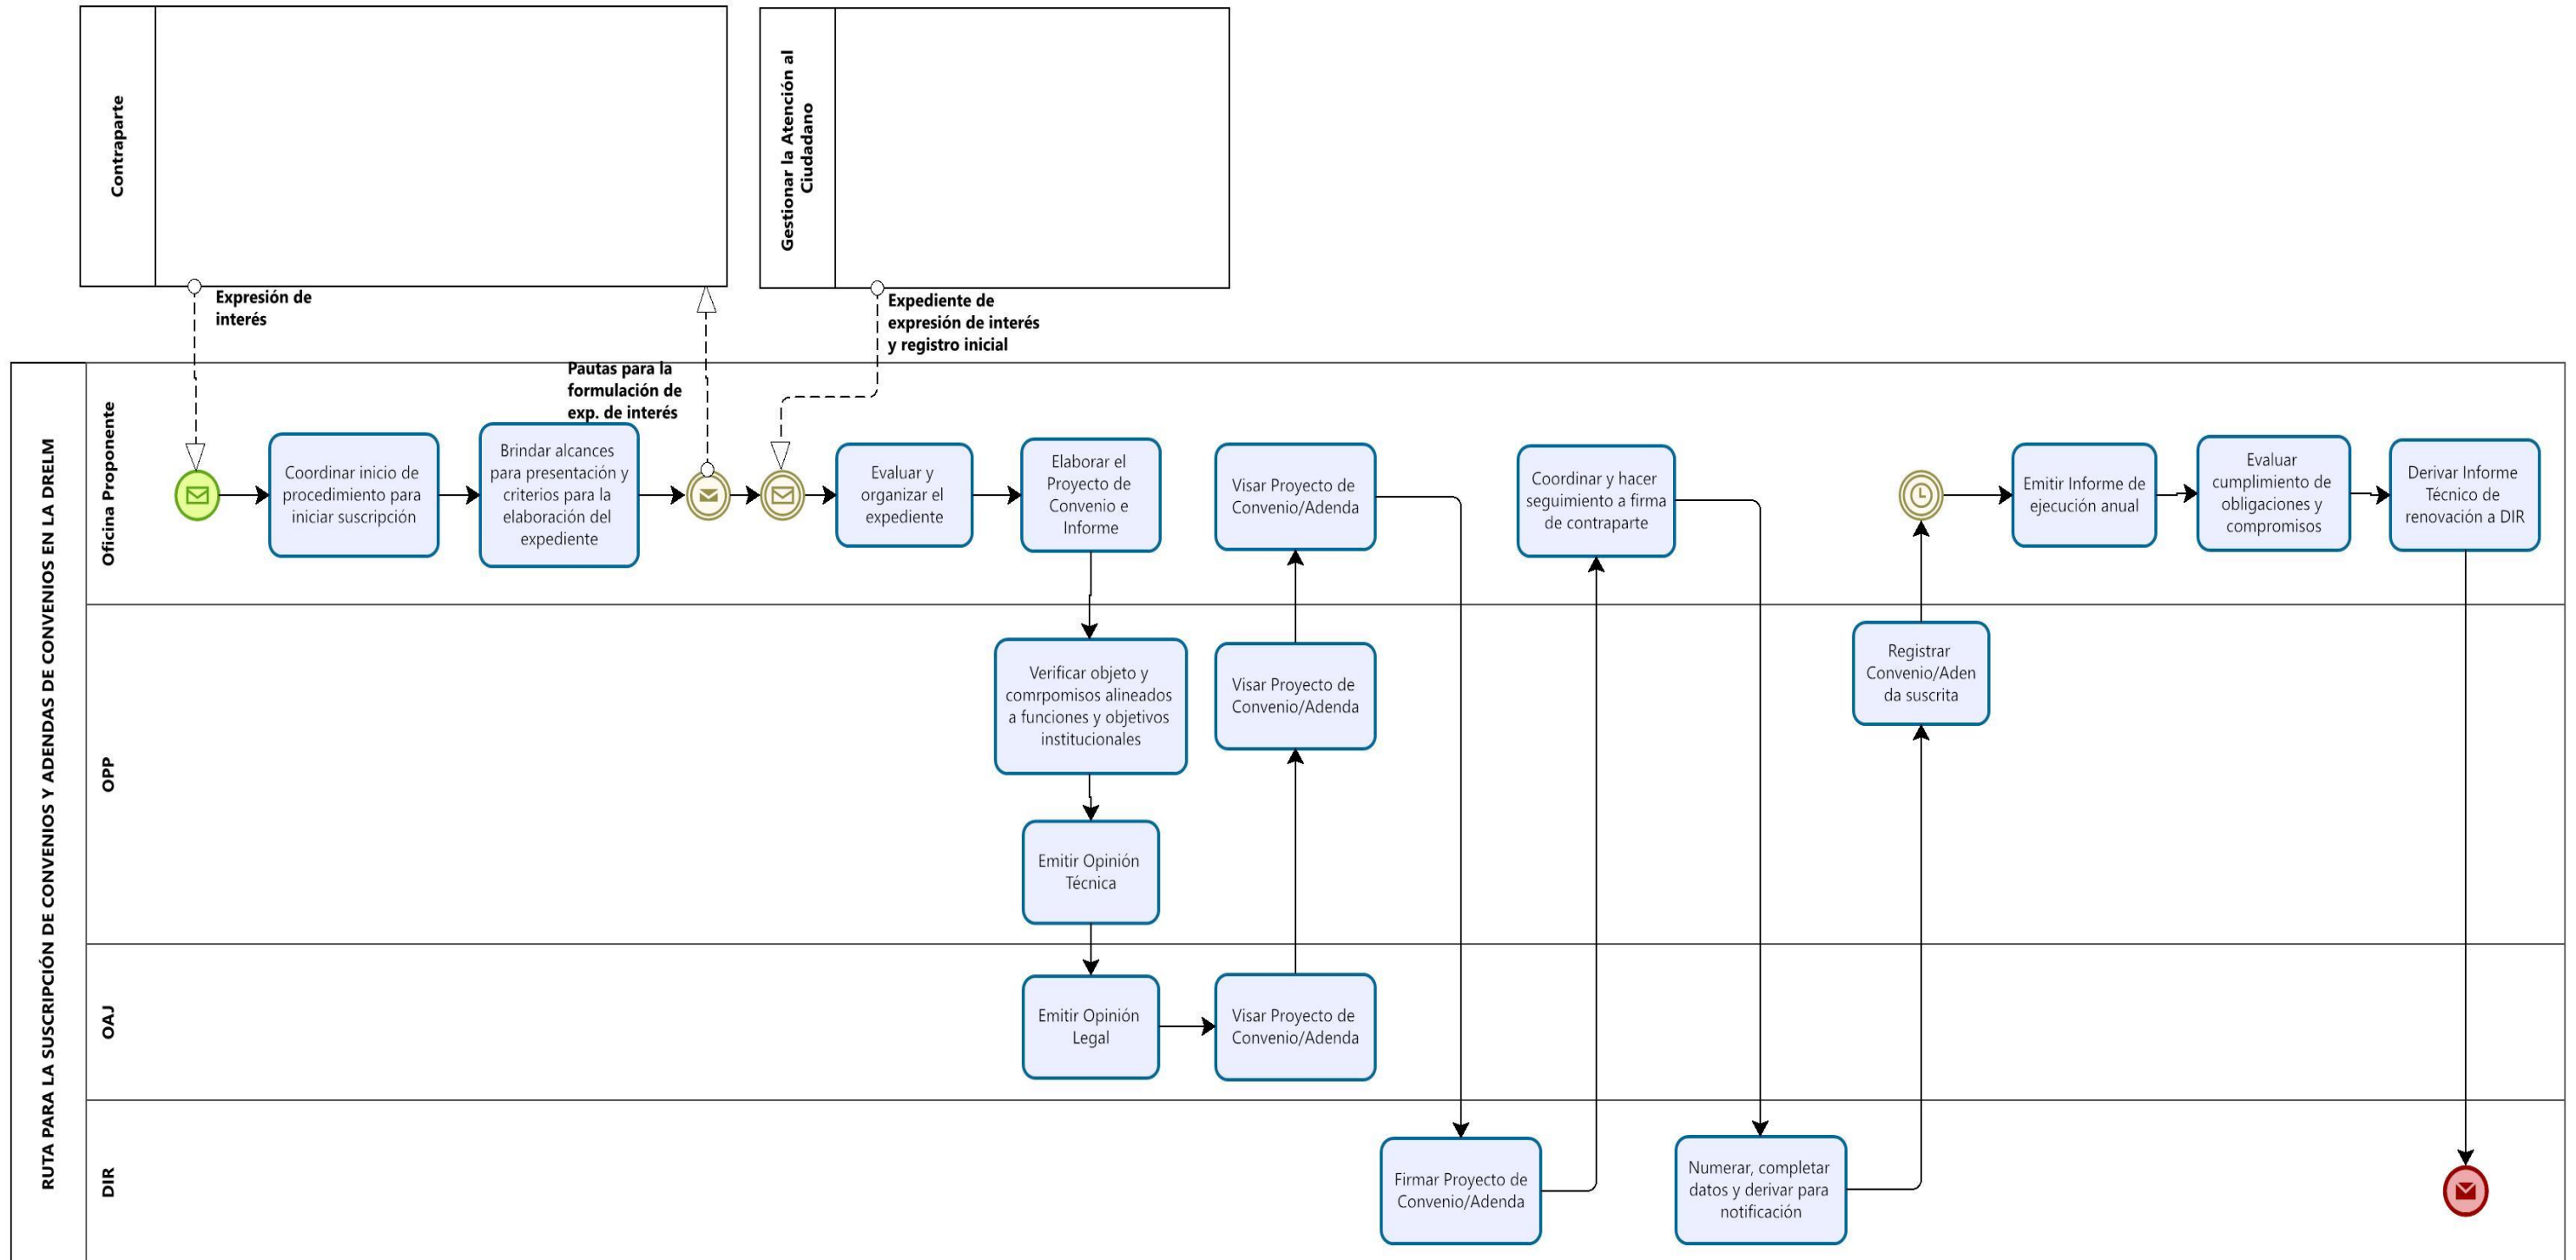 Contraparte
Gestionar la Atención al
Ciudadano
Expresión de
interés
Expediente de
expresión de interés
y registro inicial
Pautas para la
formulación de
exp. de interés
RUTA PARA LA SUSCRIPCIÓN DE CONVENIOS Y ADENDAS DE CONVENIOS EN LA DRELM
Oficina Proponente
Coordinar inicio de
procedimiento para
iniciar suscripción
Brindar alcances
para presentación y
criterios para la
elaboración del
expediente
Evaluar y
organizar el
expediente
Elaborar el
Proyecto de
Convenio e
Informe
Visar Proyecto de
Convenio/Adenda
Coordinar y hacer
seguimiento a firma
de contraparte
Emitir Informe de
ejecución anual
Evaluar
cumplimiento de
obligaciones y
compromisos
Derivar Informe
Técnico de
renovación a DIR
OPP
Verificar objeto y
comrpomisos alineados
a funciones y objetivos
institucionales
Visar Proyecto de
Convenio/Adenda
Registrar
Convenio/Aden
da suscrita
Emitir Opinión
Técnica
OAJ
Emitir Opinión
Legal
Visar Proyecto de
Convenio/Adenda
DIR
Firmar Proyecto de
Convenio/Adenda
Numerar, completar
datos y derivar para
notificación